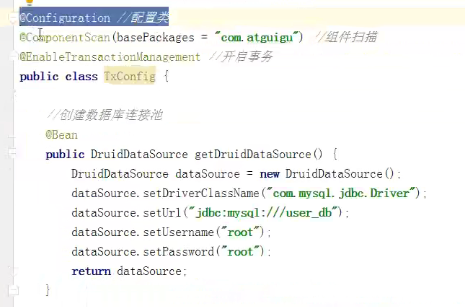 @Configuration //配置类
@ComponentScan(basePackages = "com.atguigu") //组件扫描
@EnableTransactionManagement //开启事务
public class TxConfig {
//创建数据库连接池
@Bean
public DruidDataSource getDruidDataSource() {
DruidDataSource dataSource = new DruidDataSource();
dataSource.setDriverClassName("com.mysql.jdbc.Driver");
dataSource.setUrl("jdbc:mysql:///user_db");
dataSource.setUsername("root");
dataSource.setPassword("root");
return dataSource;
}